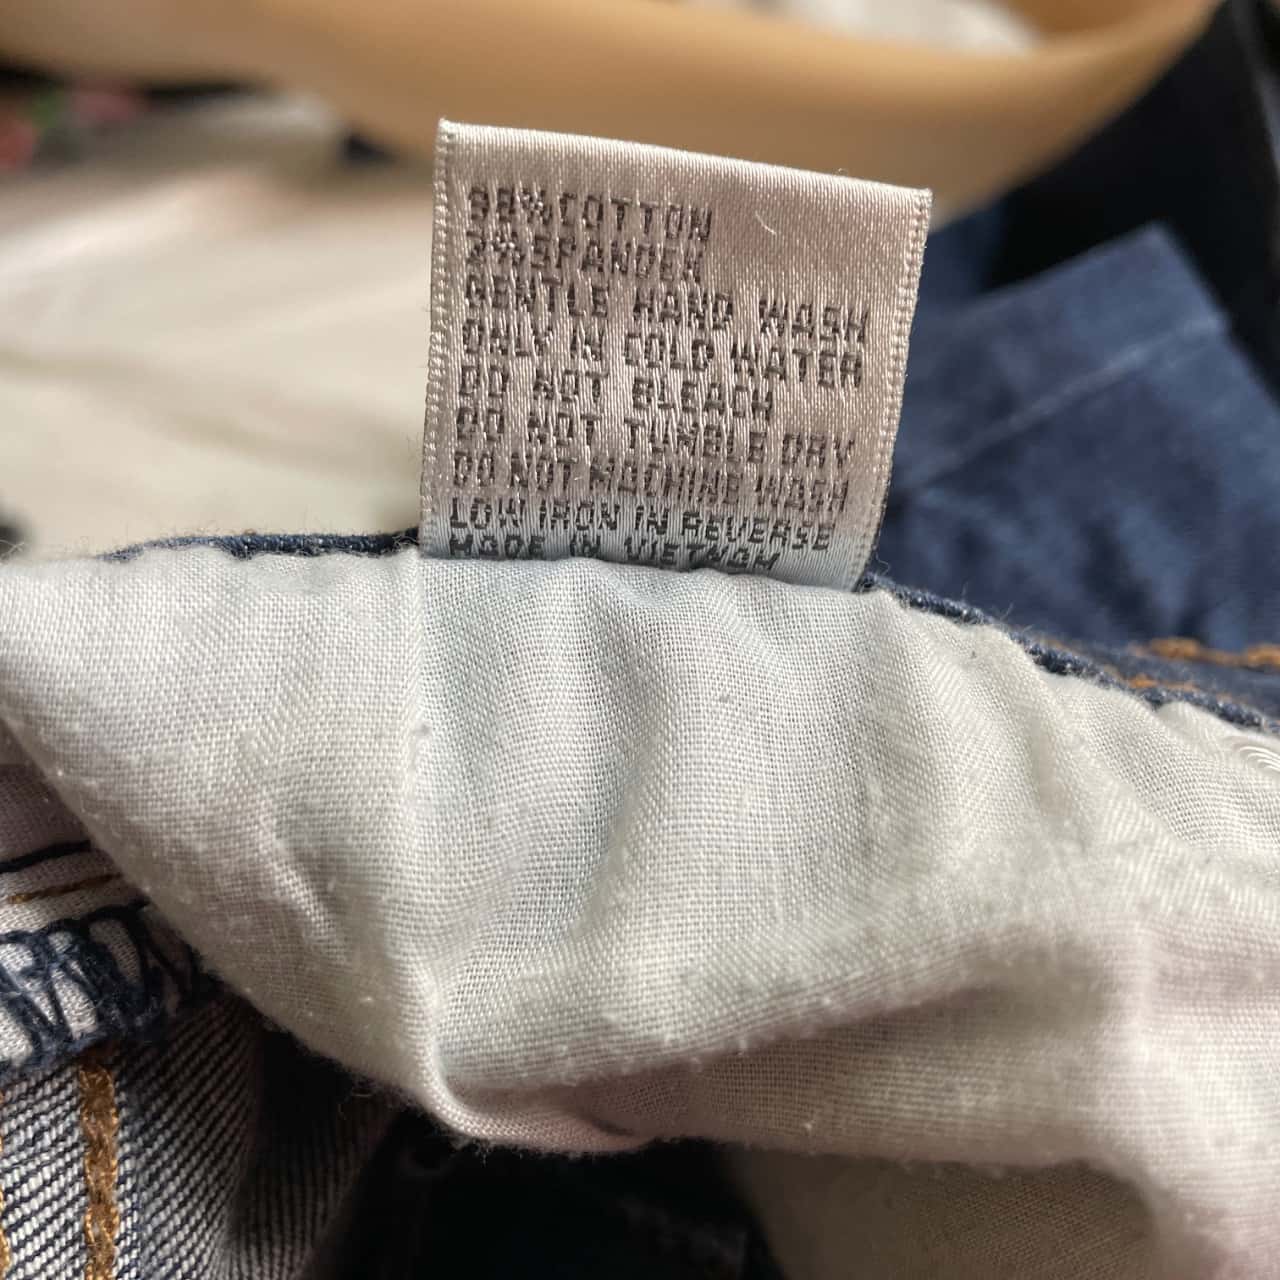 98% COTTON
2% SPANDEX
GENTLE HAND WASH
ONLY IN COLD WATER
DO NOT BLEACH
DO NOT TUMBLE DRY
DO NOT MACHINE WASH
LOW IRON IN REVERSE
MADE IN VIETNAM